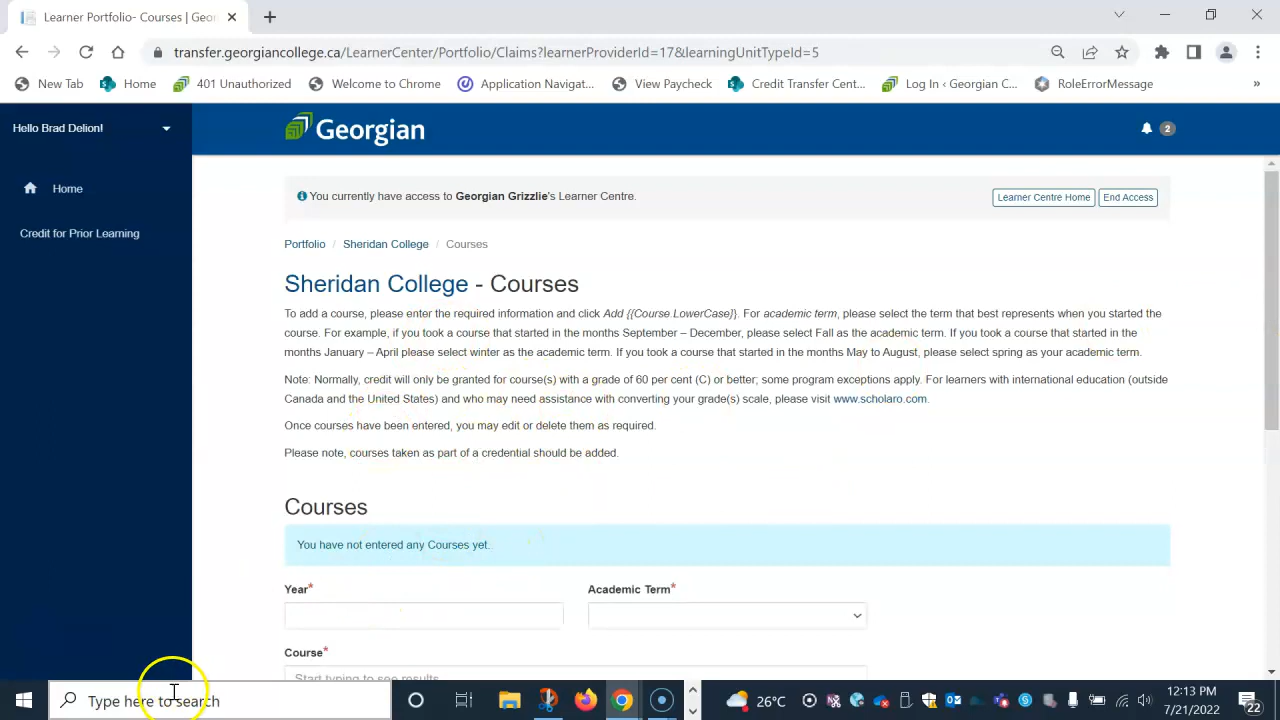 Learner Portfolio- Courses | Geor
transfer.georgiancollege.ca/LearnerCenter/Portfolio/Claims?learnerProviderId=17&learningUnitTypeId=5
New Tab Home 401 Unauthorized Welcome to Chrome Application Navigat... View Paycheck Credit Transfer Cent... Log In ‹ Georgian C... RoleErrorMessage »
Hello Brad Delion! Georgian 2
Home
Credit for Prior Learning
You currently have access to Georgian Grizzlie's Learner Centre. Learner Centre Home End Access
Portfolio / Sheridan College / Courses
Sheridan College - Courses
To add a course, please enter the required information and click Add {{Course.LowerCase}}. For academic term, please select the term that best represents when you started the
course. For example, if you took a course that started in the months September – December, please select Fall as the academic term. If you took a course that started in the
months January – April please select winter as the academic term. If you took a course that started in the months May to August, please select spring as your academic term.
Note: Normally, credit will only be granted for course(s) with a grade of 60 per cent (C) or better; some program exceptions apply. For learners with international education (outside
Canada and the United States) and who may need assistance with converting your grade(s) scale, please visit www.scholaro.com.
Once courses have been entered, you may edit or delete them as required.
Please note, courses taken as part of a credential should be added.
Courses
You have not entered any Courses yet.
Year* Academic Term*
Course*
Start typing to see results
Type here to search 26°C 12:13 PM
7/21/2022 22